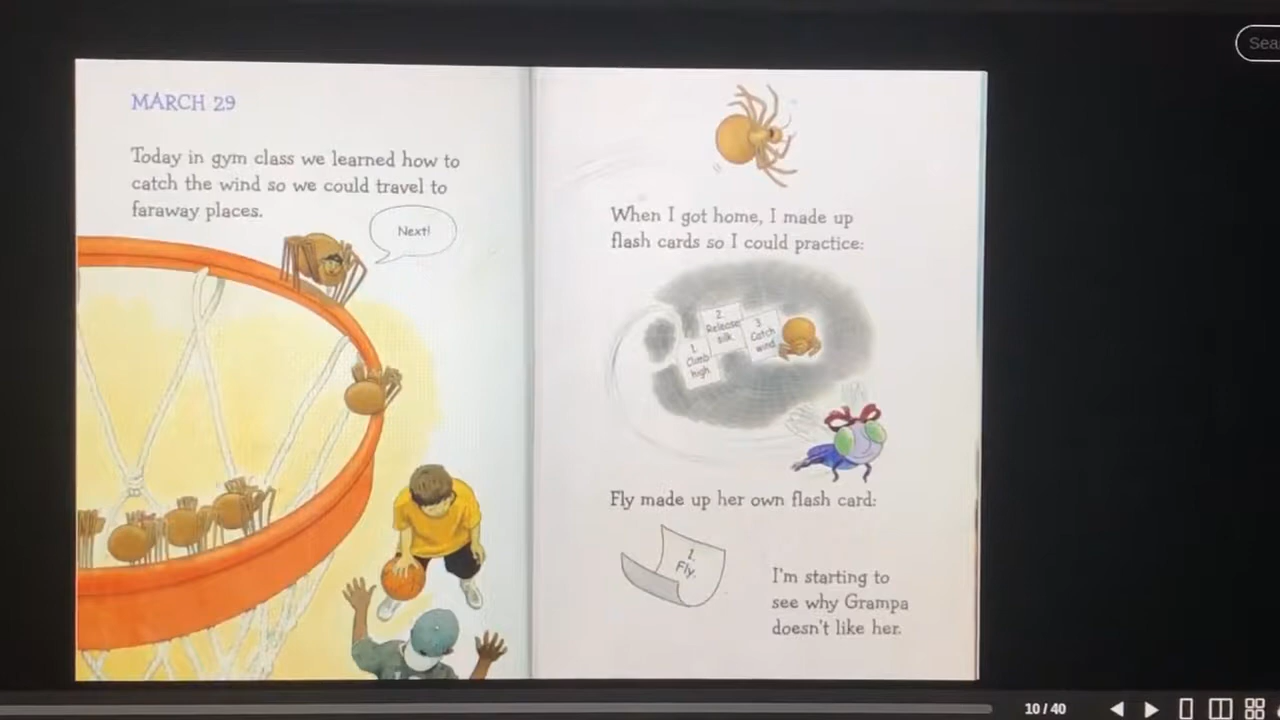 MARCH 29
Today in gym class we learned how to
catch the wind so we could travel to
faraway places.
Next!
When I got home, I made up
flash cards so I could practice:
1.
Climb
high
2.
Release
silk.
3.
Catch
wind.
Fly made up her own flash card:
1.
Fly.
I'm starting to
see why Grampa
doesn't like her.
Sea
10 / 40